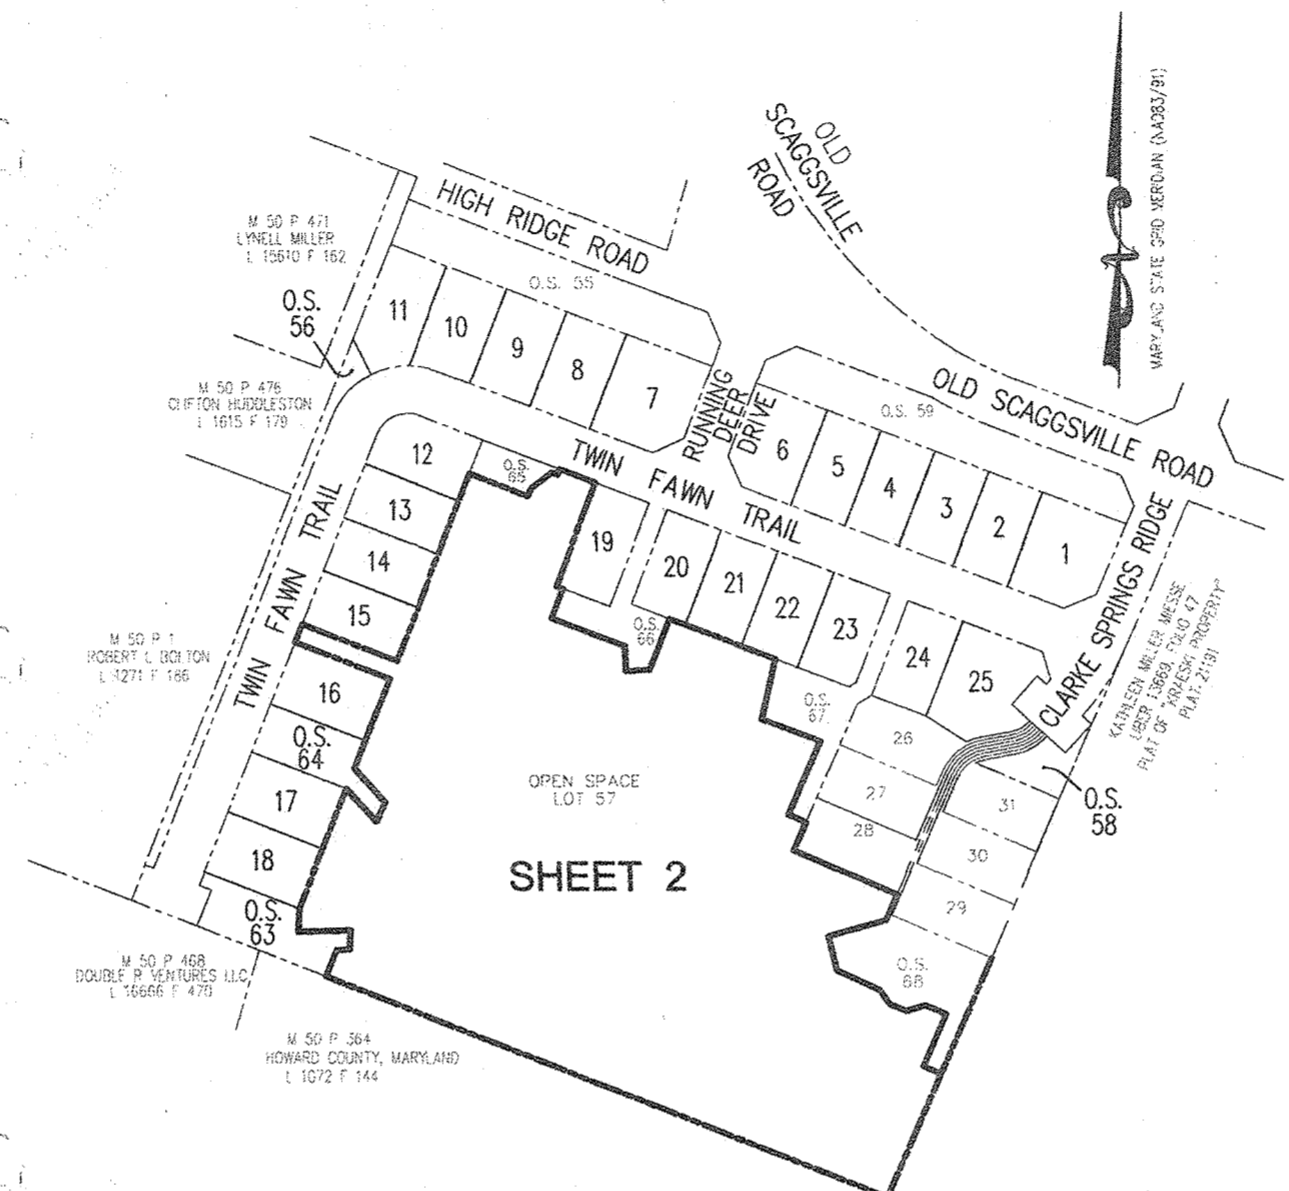 OLD
SCAGGSVILLE
ROAD
MARYLAND STATE GRID MERIDIAN (NAD83/91)
HIGH RIDGE ROAD
M 50 P 471
LYNELL MILLER
L 15610 F 162
O.S. 55
O.S.
56
11
10
9
8
7
RUNNING
DEER
DRIVE
OLD SCAGGSVILLE ROAD
O.S. 59
M 50 P 476
CLIFTON HUDDLESTON
L 1615 F 179
6
5
4
3
2
1
12
13
14
15
TWIN FAWN TRAIL
O.S.
65
TWIN FAWN TRAIL
19
20
21
22
23
24
25
O.S.
66
O.S.
67
CLARKE SPRINGS RIDGE
KATHLEEN MILLER MIESSE
LIBER 13669, FOLIO 47
PLAT OF "KRAESKI PROPERTY"
PLAT 21191
M 50 P 1
ROBERT L BOLTON
L 4271 F 186
16
O.S.
64
17
18
O.S.
63
26
27
28
31
30
29
O.S.
58
O.S.
68
OPEN SPACE
LOT 57
SHEET 2
M 50 P 468
DOUBLE R VENTURES LLC
L 16666 F 470
M 50 P 364
HOWARD COUNTY, MARYLAND
L 1072 F 144